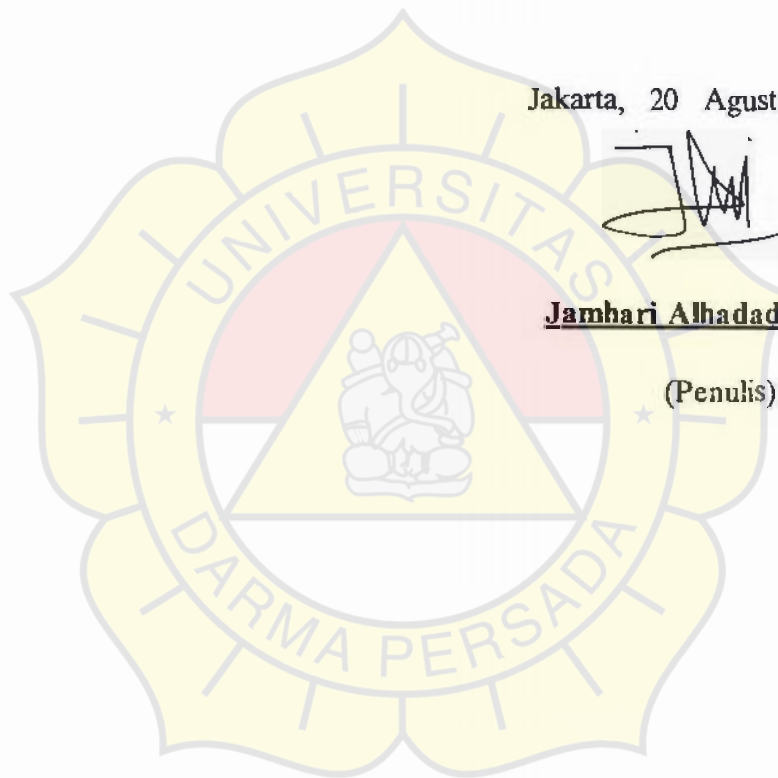 Jakarta, 20 Agust
Jamhari Alhadad
(Penulis)
UNIVERSITAS
DARMA PERSADA